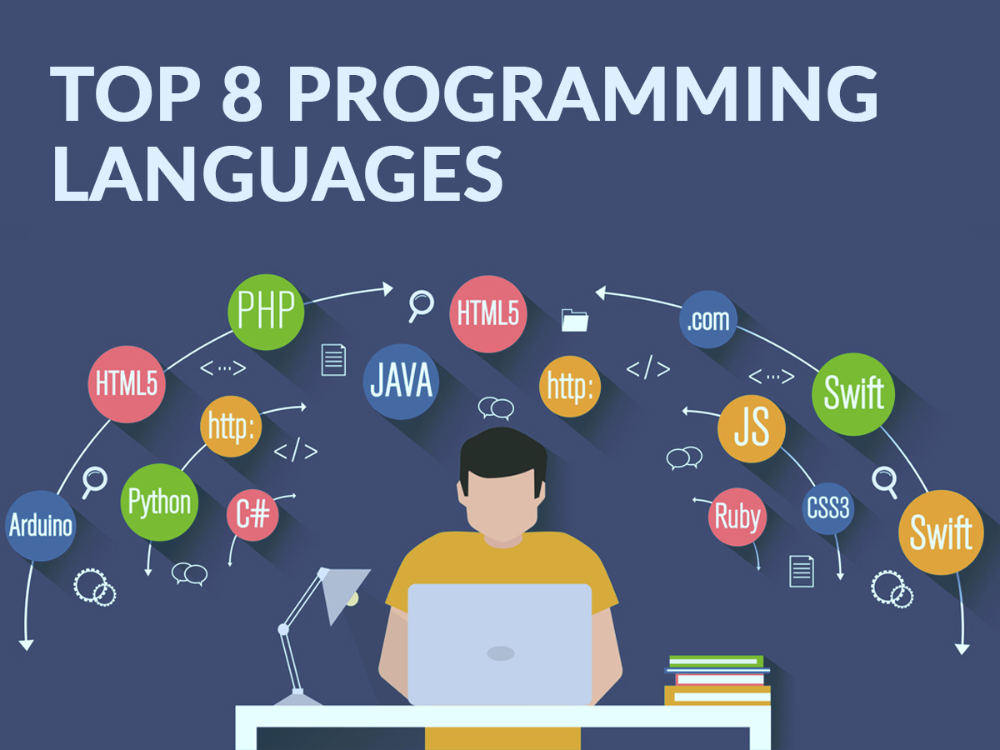 TOP 8 PROGRAMMING
LANGUAGES
PHP
HTML5
.com
HTML5
JAVA
http:
Swift
http:
JS
</>
<...>
<...>
</>
Arduino
Python
C#
Ruby
CSS3
Swift